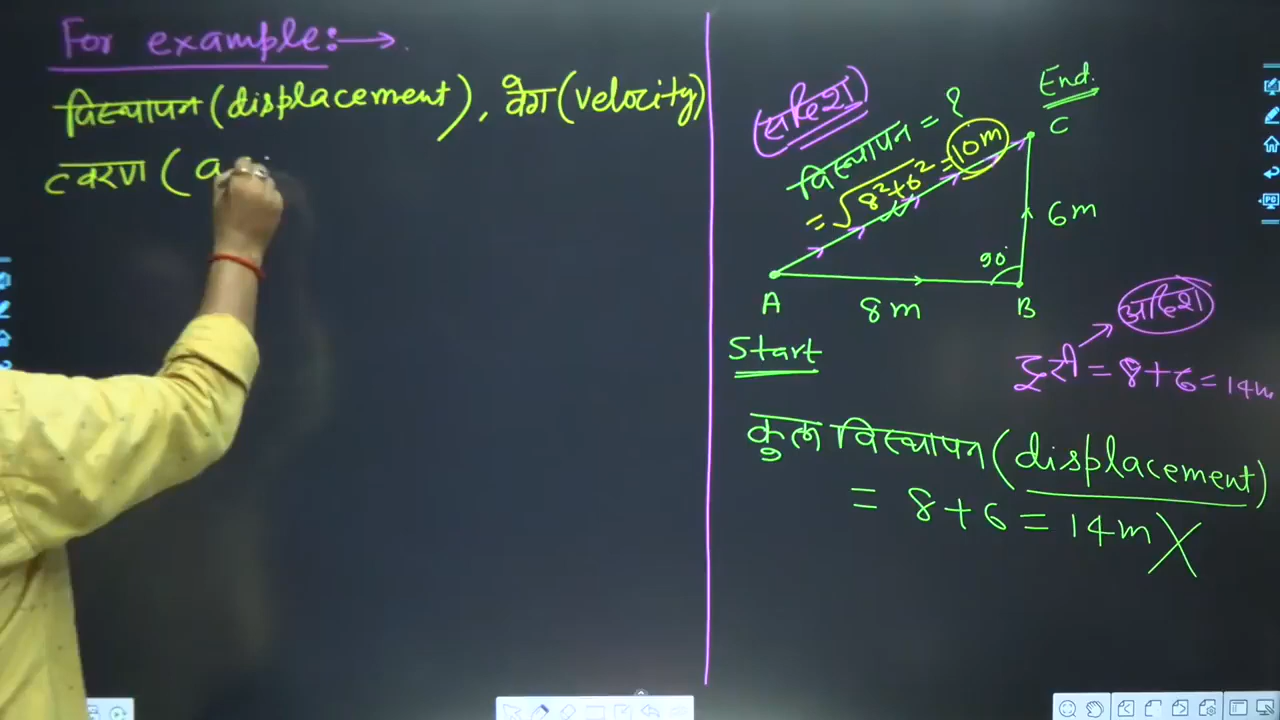 For example:→
विस्थापन (displacement), वेग (velocity)
त्वरण ( a
सदिश
विस्थापन = ?
= √8²+6² = 10m
End.
C
6m
90°
A
8m
B
Start
अदिश
दूरी = 8+6 = 14m
कुल विस्थापन (displacement)
= 8+6 = 14m X